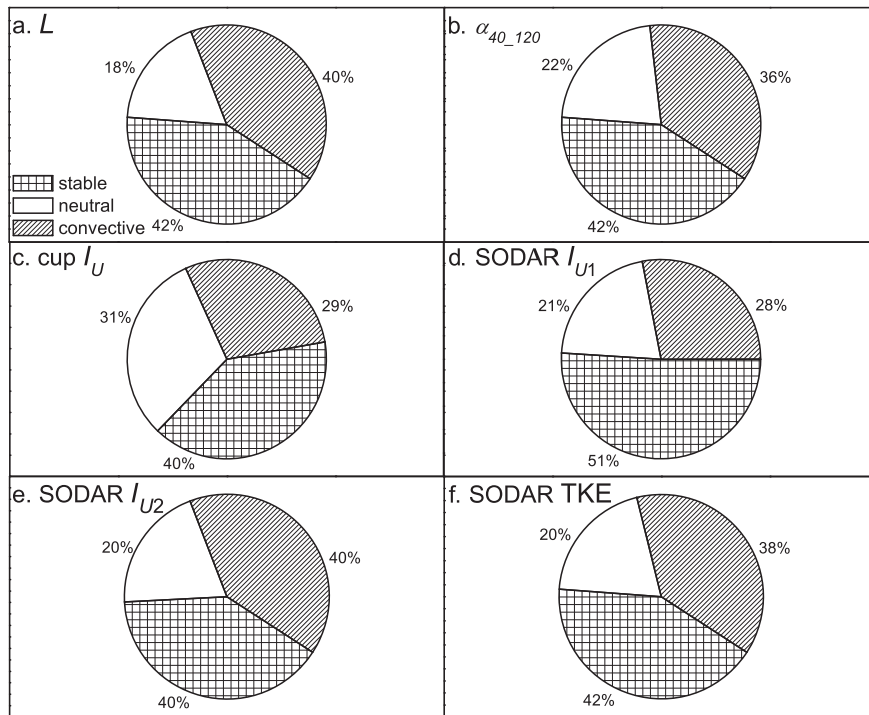 a. L
18%
40%
42%
stable
neutral
convective
b. α40_120
22%
36%
42%
c. cup IU
31%
29%
40%
d. SODAR IU1
21%
28%
51%
e. SODAR IU2
20%
40%
40%
f. SODAR TKE
20%
38%
42%